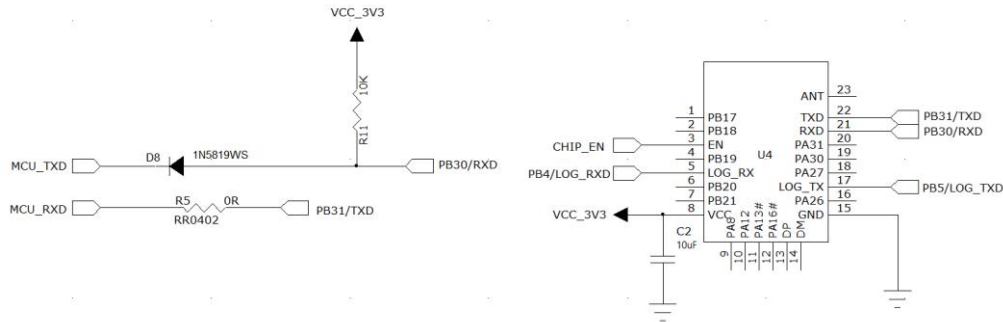 VCC_3V3
10K
R11
D8 1N5819WS
MCU_TXD
PB30/RXD
R5 0R
MCU_RXD
RR0402
PB31/TXD
ANT 23
1 PB17 TXD 22 PB31/TXD
2 PB18 RXD 21 PB30/RXD
CHIP_EN 3 EN PA31 20
U4
4 PB19 PA30 19
PB4/LOG_RXD 5 LOG_RX PA27 18
6 PB20 LOG_TX 17 PB5/LOG_TXD
7 PB21 PA26 16
VCC_3V3 8 VCC GND 15
PA8 PA12 PA13# PA16# DP DM
9 10 11 12 13 14
C2
10uF